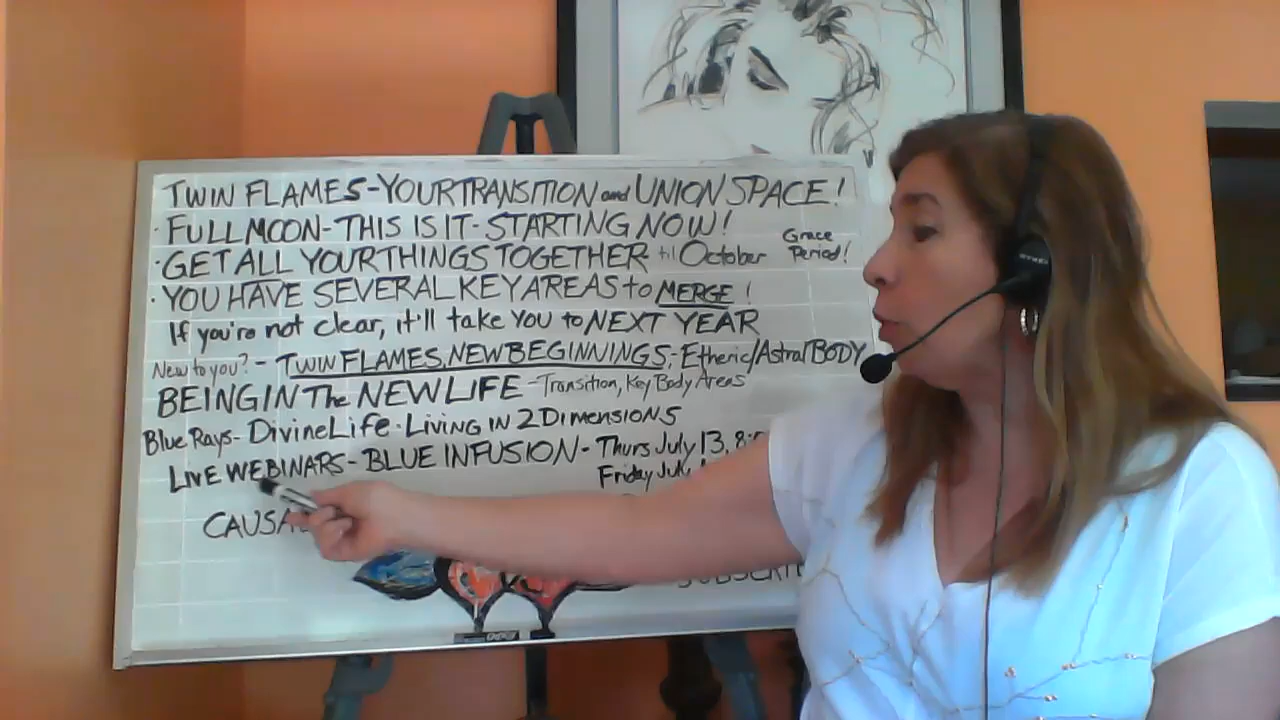 TWIN FLAMES - YOUR TRANSITION and UNION SPACE!
· FULL MOON - THIS IS IT - STARTING NOW!
· GET ALL YOUR THINGS TOGETHER til October Grace Period!
· YOU HAVE SEVERAL KEY AREAS to MERGE!
If you're not clear, it'll take YOU to NEXT YEAR
New to you? - TWIN FLAMES, NEW BEGINNINGS, - Etheric/Astral BODY
BEING IN The NEW LIFE - Transition, Key Body Areas
Blue Rays - Divine Life · LIVING IN 2 DIMENSIONS
LIVE WEBINARS - BLUE INFUSION - Thurs July 13,
Friday July